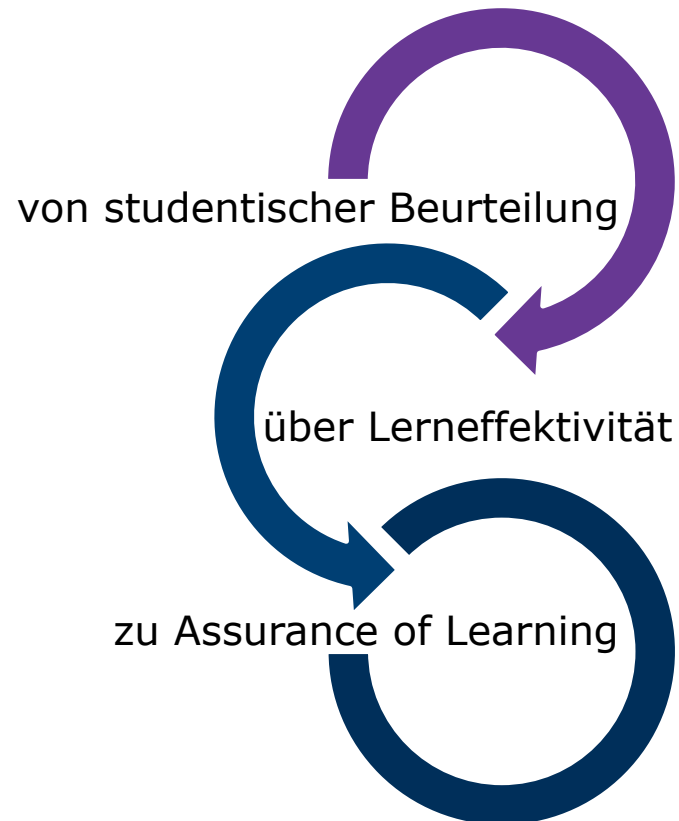 von studentischer Beurteilung
über Lerneffektivität
zu Assurance of Learning